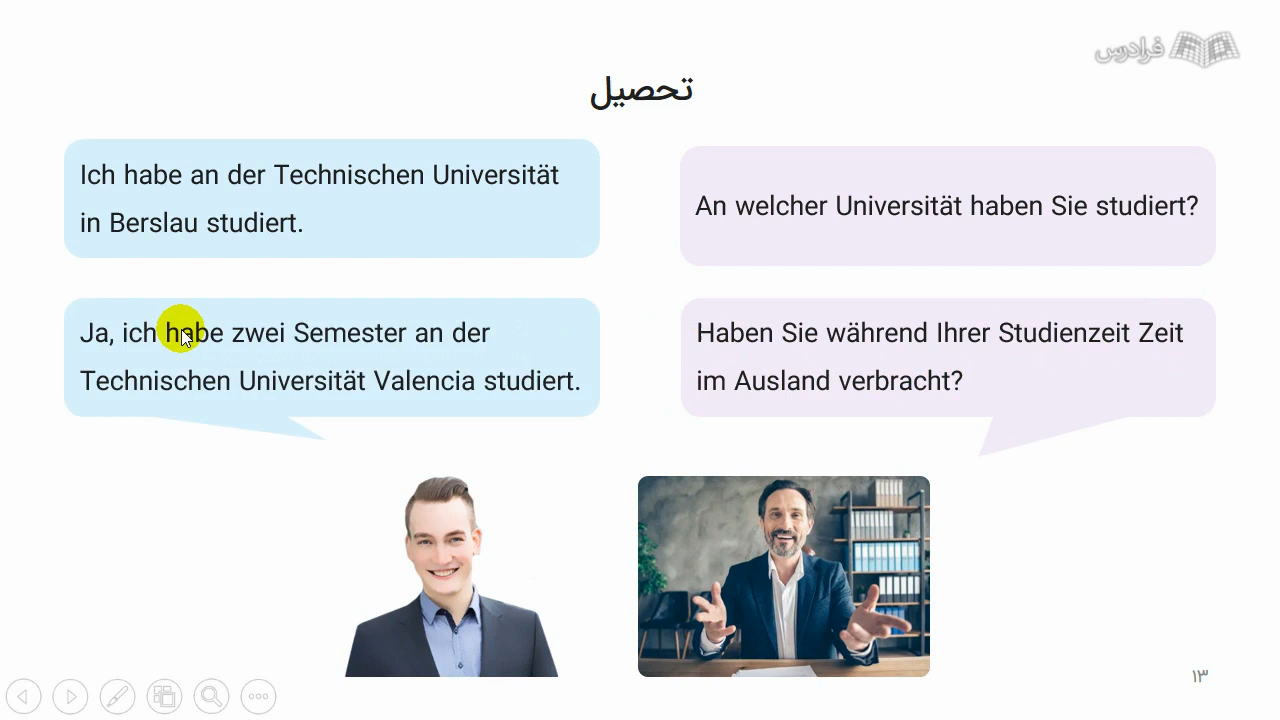 فرادرس
تحصیل
Ich habe an der Technischen Universität
in Berslau studiert.
An welcher Universität haben Sie studiert?
Ja, ich habe zwei Semester an der
Technischen Universität Valencia studiert.
Haben Sie während Ihrer Studienzeit Zeit
im Ausland verbracht?
۱۳